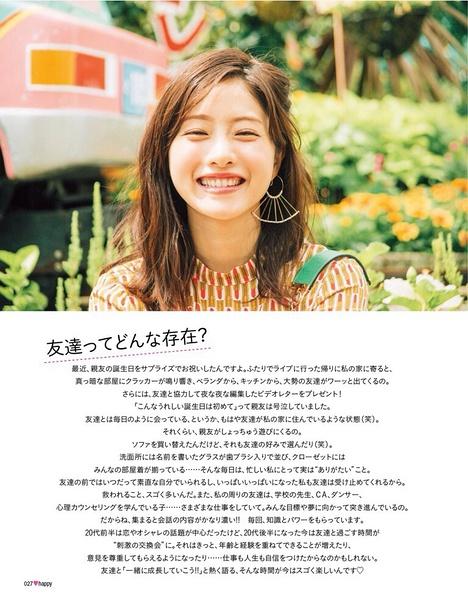 友達ってどんな存在?
最近、親友の誕生日をサプライズでお祝いしたんですよ。ふたりでライブに行った帰りに私の家に寄ると、
真っ暗な部屋にクラッカーが鳴り響き、ベランダから、キッチンから、大勢の友達がワーッと出てくるの。
さらには、友達と協力して夜な夜な編集したビデオレターをプレゼント!
「こんなうれしい誕生日は初めて」って親友は号泣していました。
友達とは毎日のように会っている、というか、もはや友達が私の家に住んでいるような状態(笑)。
それくらい、親友がしょっちゅう遊びにくるの。
ソファを買い替えたんだけど、それも友達の好みで選んだり(笑)。
洗面所には名前を書いたグラスが歯ブラシ入りで並び、クローゼットには
みんなの部屋着が揃っている……そんな毎日は、忙しい私にとって実は“ありがたい”こと。
友達の前ではいつだって素直な自分でいられるし、いっぱいいっぱいになった私も友達は受け止めてくれるから。
救われること、スゴく多いんだ。また、私の周りの友達は、学校の先生、CA、ダンサー、
心理カウンセリングを学んでいる子……さまざまな仕事をしていて。みんな目標や夢に向かって突き進んでいるの。
だからね、集まると会話の内容がかなり濃い!! 毎回、知識とパワーをもらっています。
20代前半は恋やオシャレの話題が中心だったけど、20代後半になった今は友達と過ごす時間が
“刺激の交換会”に。それはきっと、年齢と経験を重ねてできることが増えたり、
意見を尊重してもらえるようになったり……仕事も人生も自信をつけたからなのかもしれない。
友達と「一緒に成長していこう!!」と熱く語る、そんな時間が今はスゴく楽しいんです♡
027♥happy